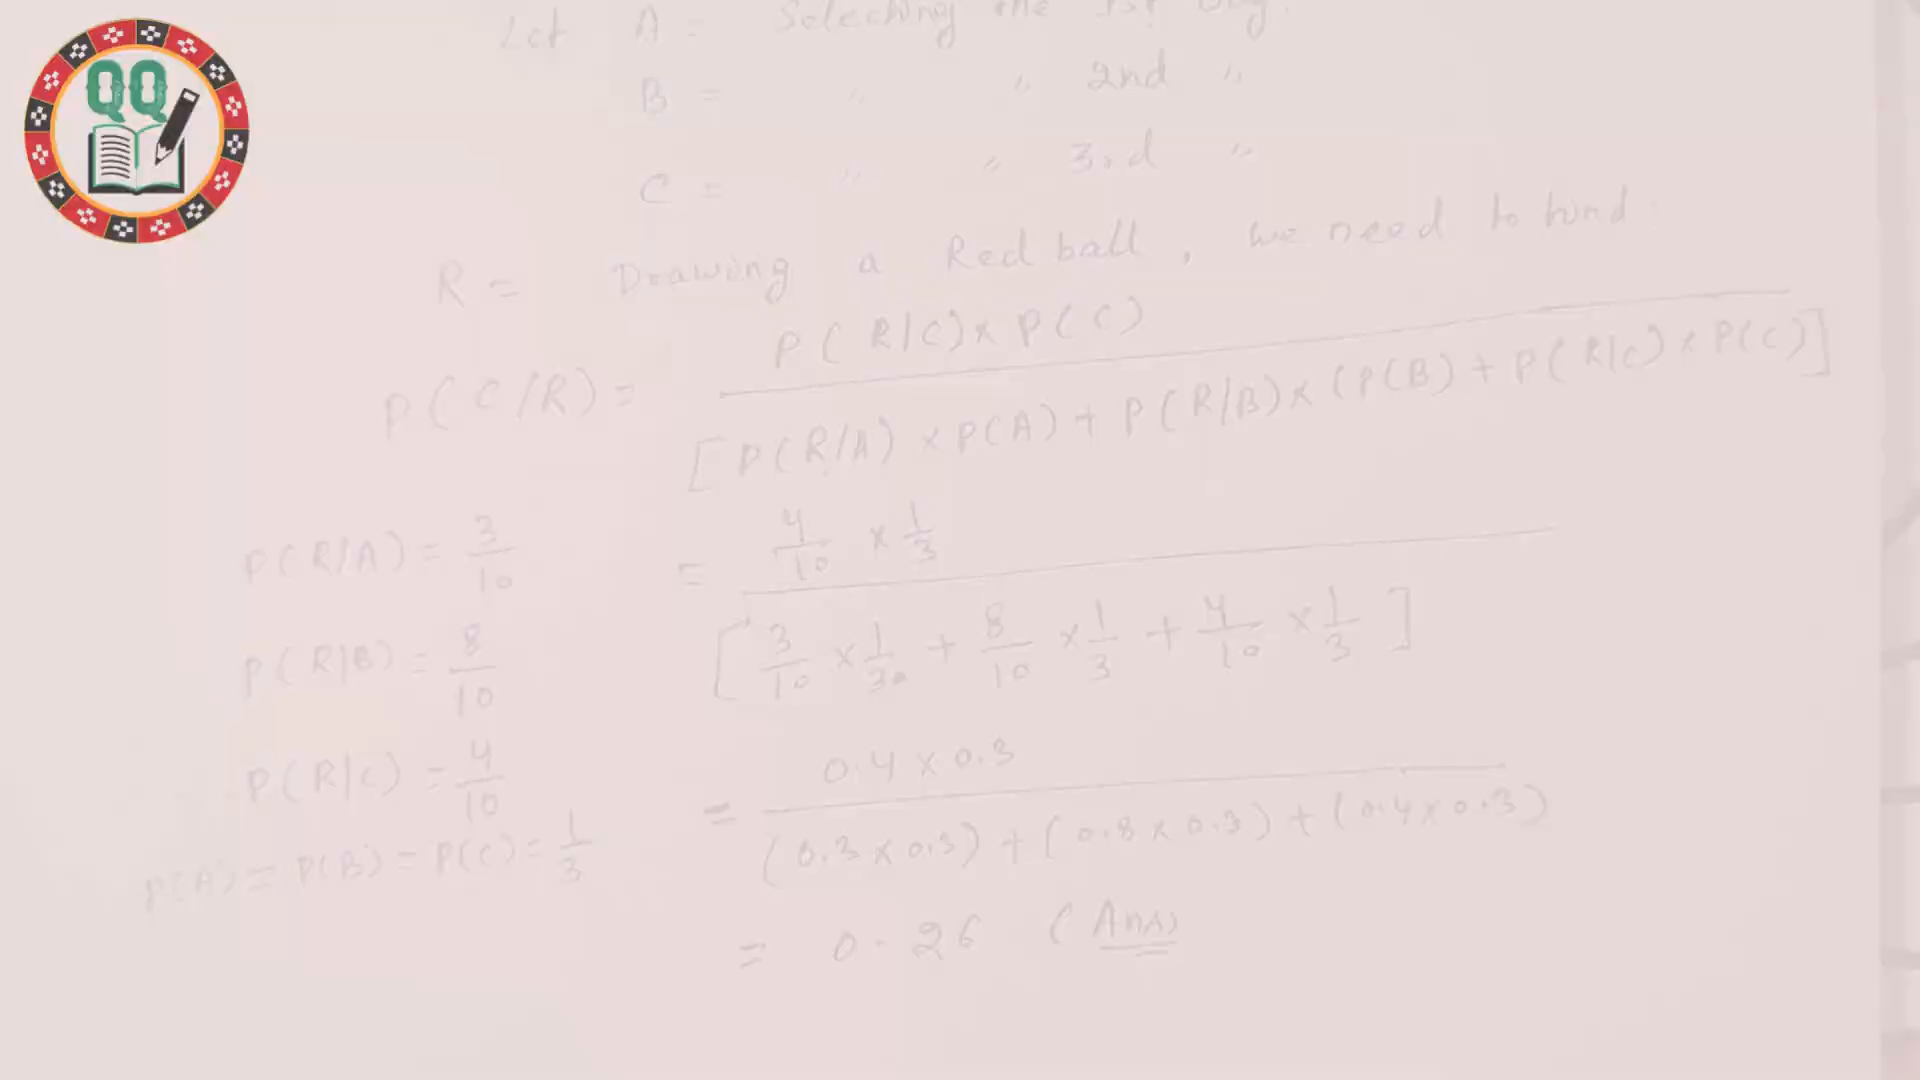 QQ
Let A = Selecting the 1st bag.
B = " " 2nd "
C = " " 3rd "
R = Drawing a Red ball, we need to find
P(C/R) = P(R|C) x P(C)
[P(R/A) x P(A) + P(R/B) x (P(B) + P(R|C) x P(C)]
P(R/A) = 3/10
= 4/10 x 1/3
[3/10 x 1/3 + 8/10 x 1/3 + 4/10 x 1/3]
P(R|B) = 8/10
P(R|C) = 4/10
P(A) = P(B) = P(C) = 1/3
= 0.4 x 0.3
(0.3 x 0.3) + (0.8 x 0.3) + (0.4 x 0.3)
= 0.26 (Ans)